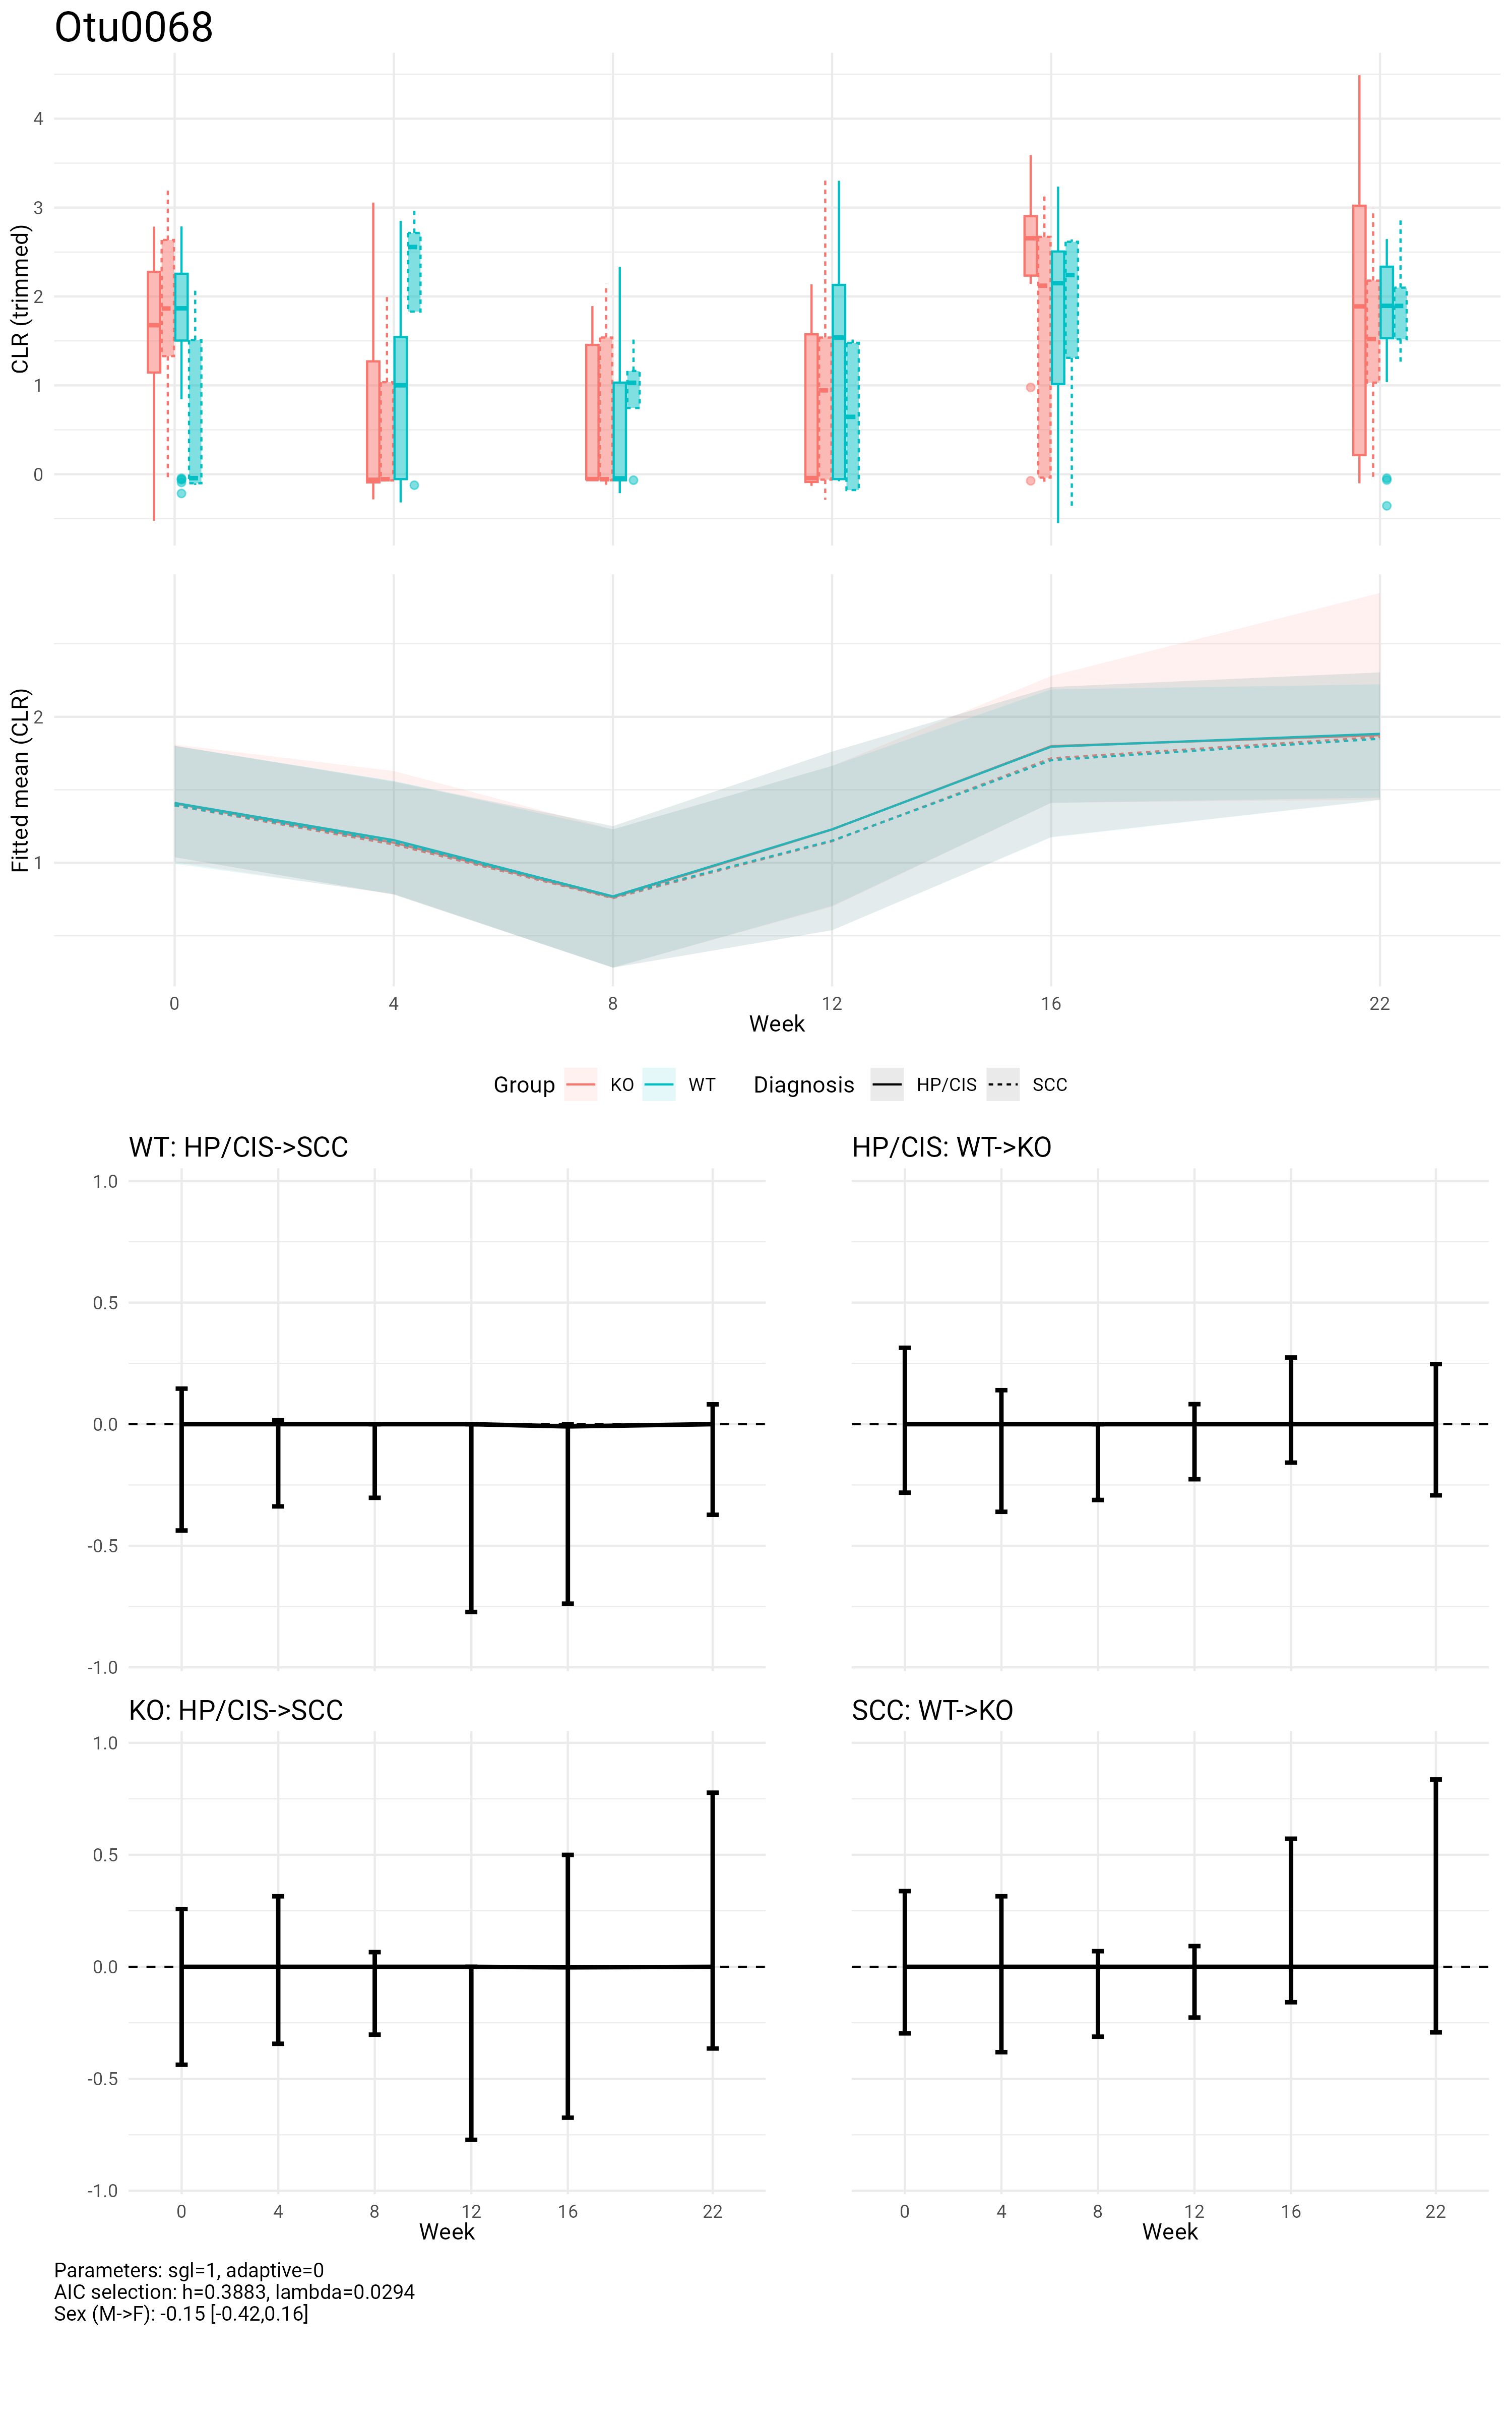 Otu0068
CLR (trimmed)
4
3
2
1
0
Fitted mean (CLR)
2
1
0 4 8 12 16 22
Week
Group KO WT Diagnosis HP/CIS SCC
WT: HP/CIS->SCC
HP/CIS: WT->KO
1.0
0.5
0.0
-0.5
-1.0
KO: HP/CIS->SCC
SCC: WT->KO
1.0
0.5
0.0
-0.5
-1.0
0 4 8 12 16 22
0 4 8 12 16 22
Week
Week
Parameters: sgl=1, adaptive=0
AIC selection: h=0.3883, lambda=0.0294
Sex (M->F): -0.15 [-0.42,0.16]